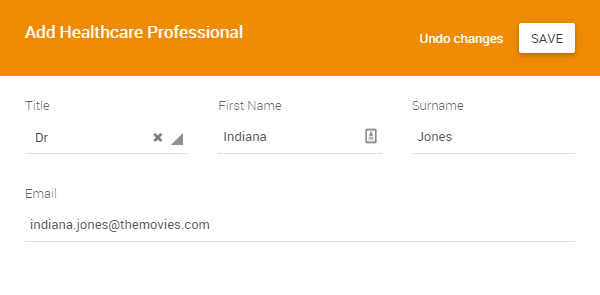 Add Healthcare Professional
Undo changes
SAVE
Title
First Name
Surname
Dr
Indiana
Jones
Email
indiana.jones@themovies.com